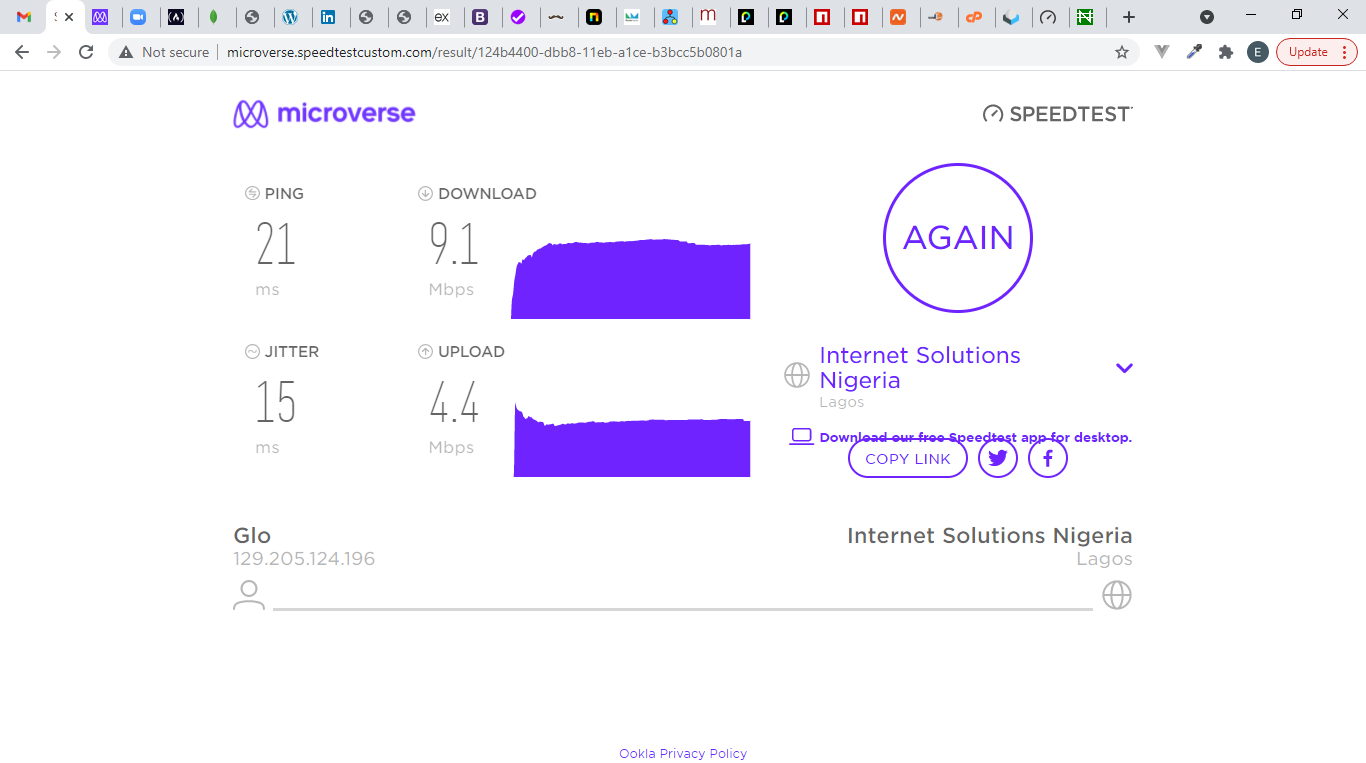 Not secure
microverse.speedtestcustom.com/result/124b4400-dbb8-11eb-a1ce-b3bcc5b0801a
E
Update
microverse
SPEEDTEST
PING
21
ms
DOWNLOAD
9.1
Mbps
AGAIN
JITTER
15
ms
UPLOAD
4.4
Mbps
Internet Solutions
Nigeria
Lagos
Download our free Speedtest app for desktop.
COPY LINK
Glo
129.205.124.196
Internet Solutions Nigeria
Lagos
Ookla Privacy Policy